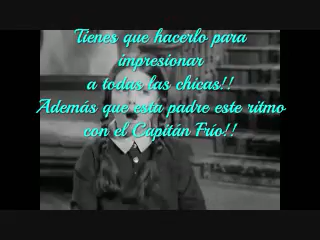 Tienes que hacerlo para
impresionar
a todas las chicas!!
Además que esta padre este ritmo
con el Capitán Frío!!